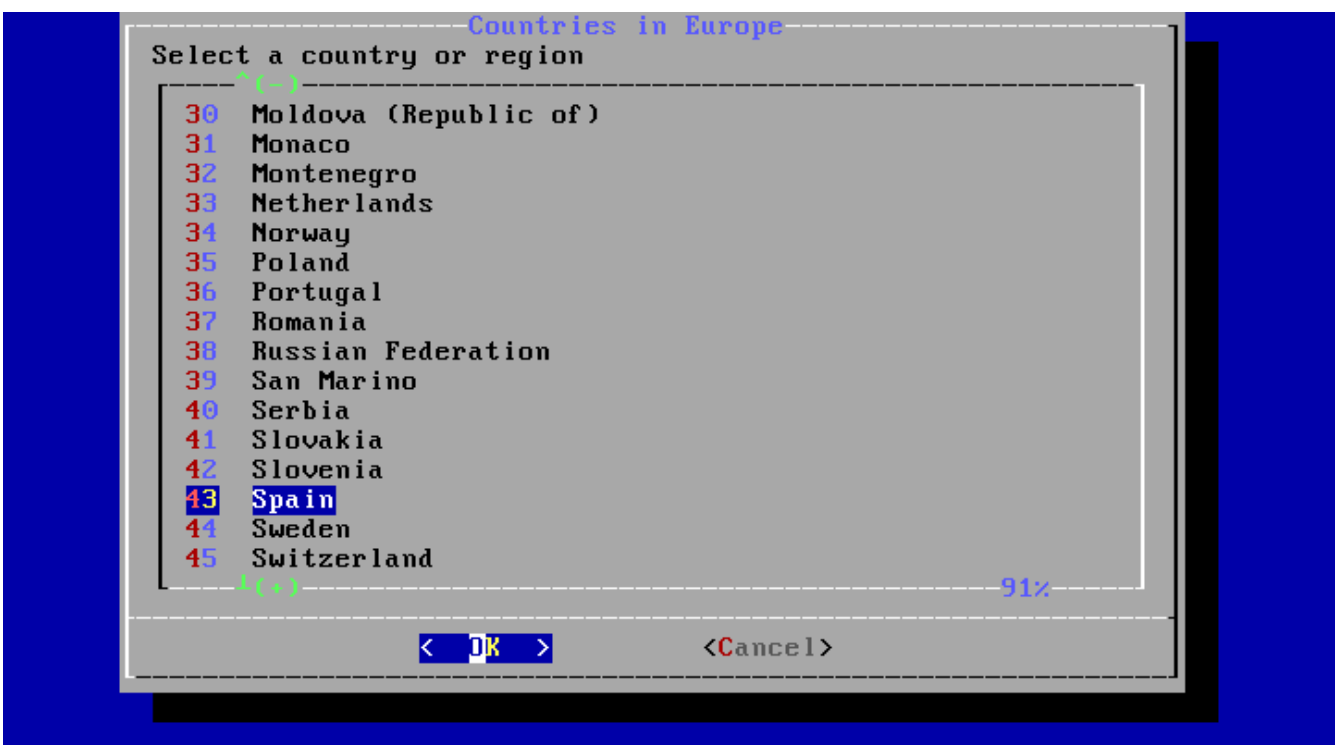 Countries in Europe
Select a country or region
^(-)
30 Moldova (Republic of)
31 Monaco
32 Montenegro
33 Netherlands
34 Norway
35 Poland
36 Portugal
37 Romania
38 Russian Federation
39 San Marino
40 Serbia
41 Slovakia
42 Slovenia
43 Spain
44 Sweden
45 Switzerland
┴(+) 91%
< OK > <Cancel>